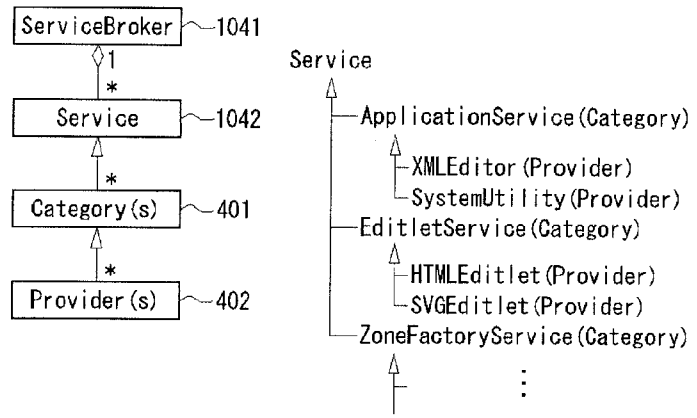 ServiceBroker 1041
1
*
Service 1042
*
Category(s) 401
*
Provider(s) 402
Service
ApplicationService(Category)
XMLEditor(Provider)
SystemUtility(Provider)
EditletService(Category)
HTMLEditlet(Provider)
SVGEditlet(Provider)
ZoneFactoryService(Category)
⋮